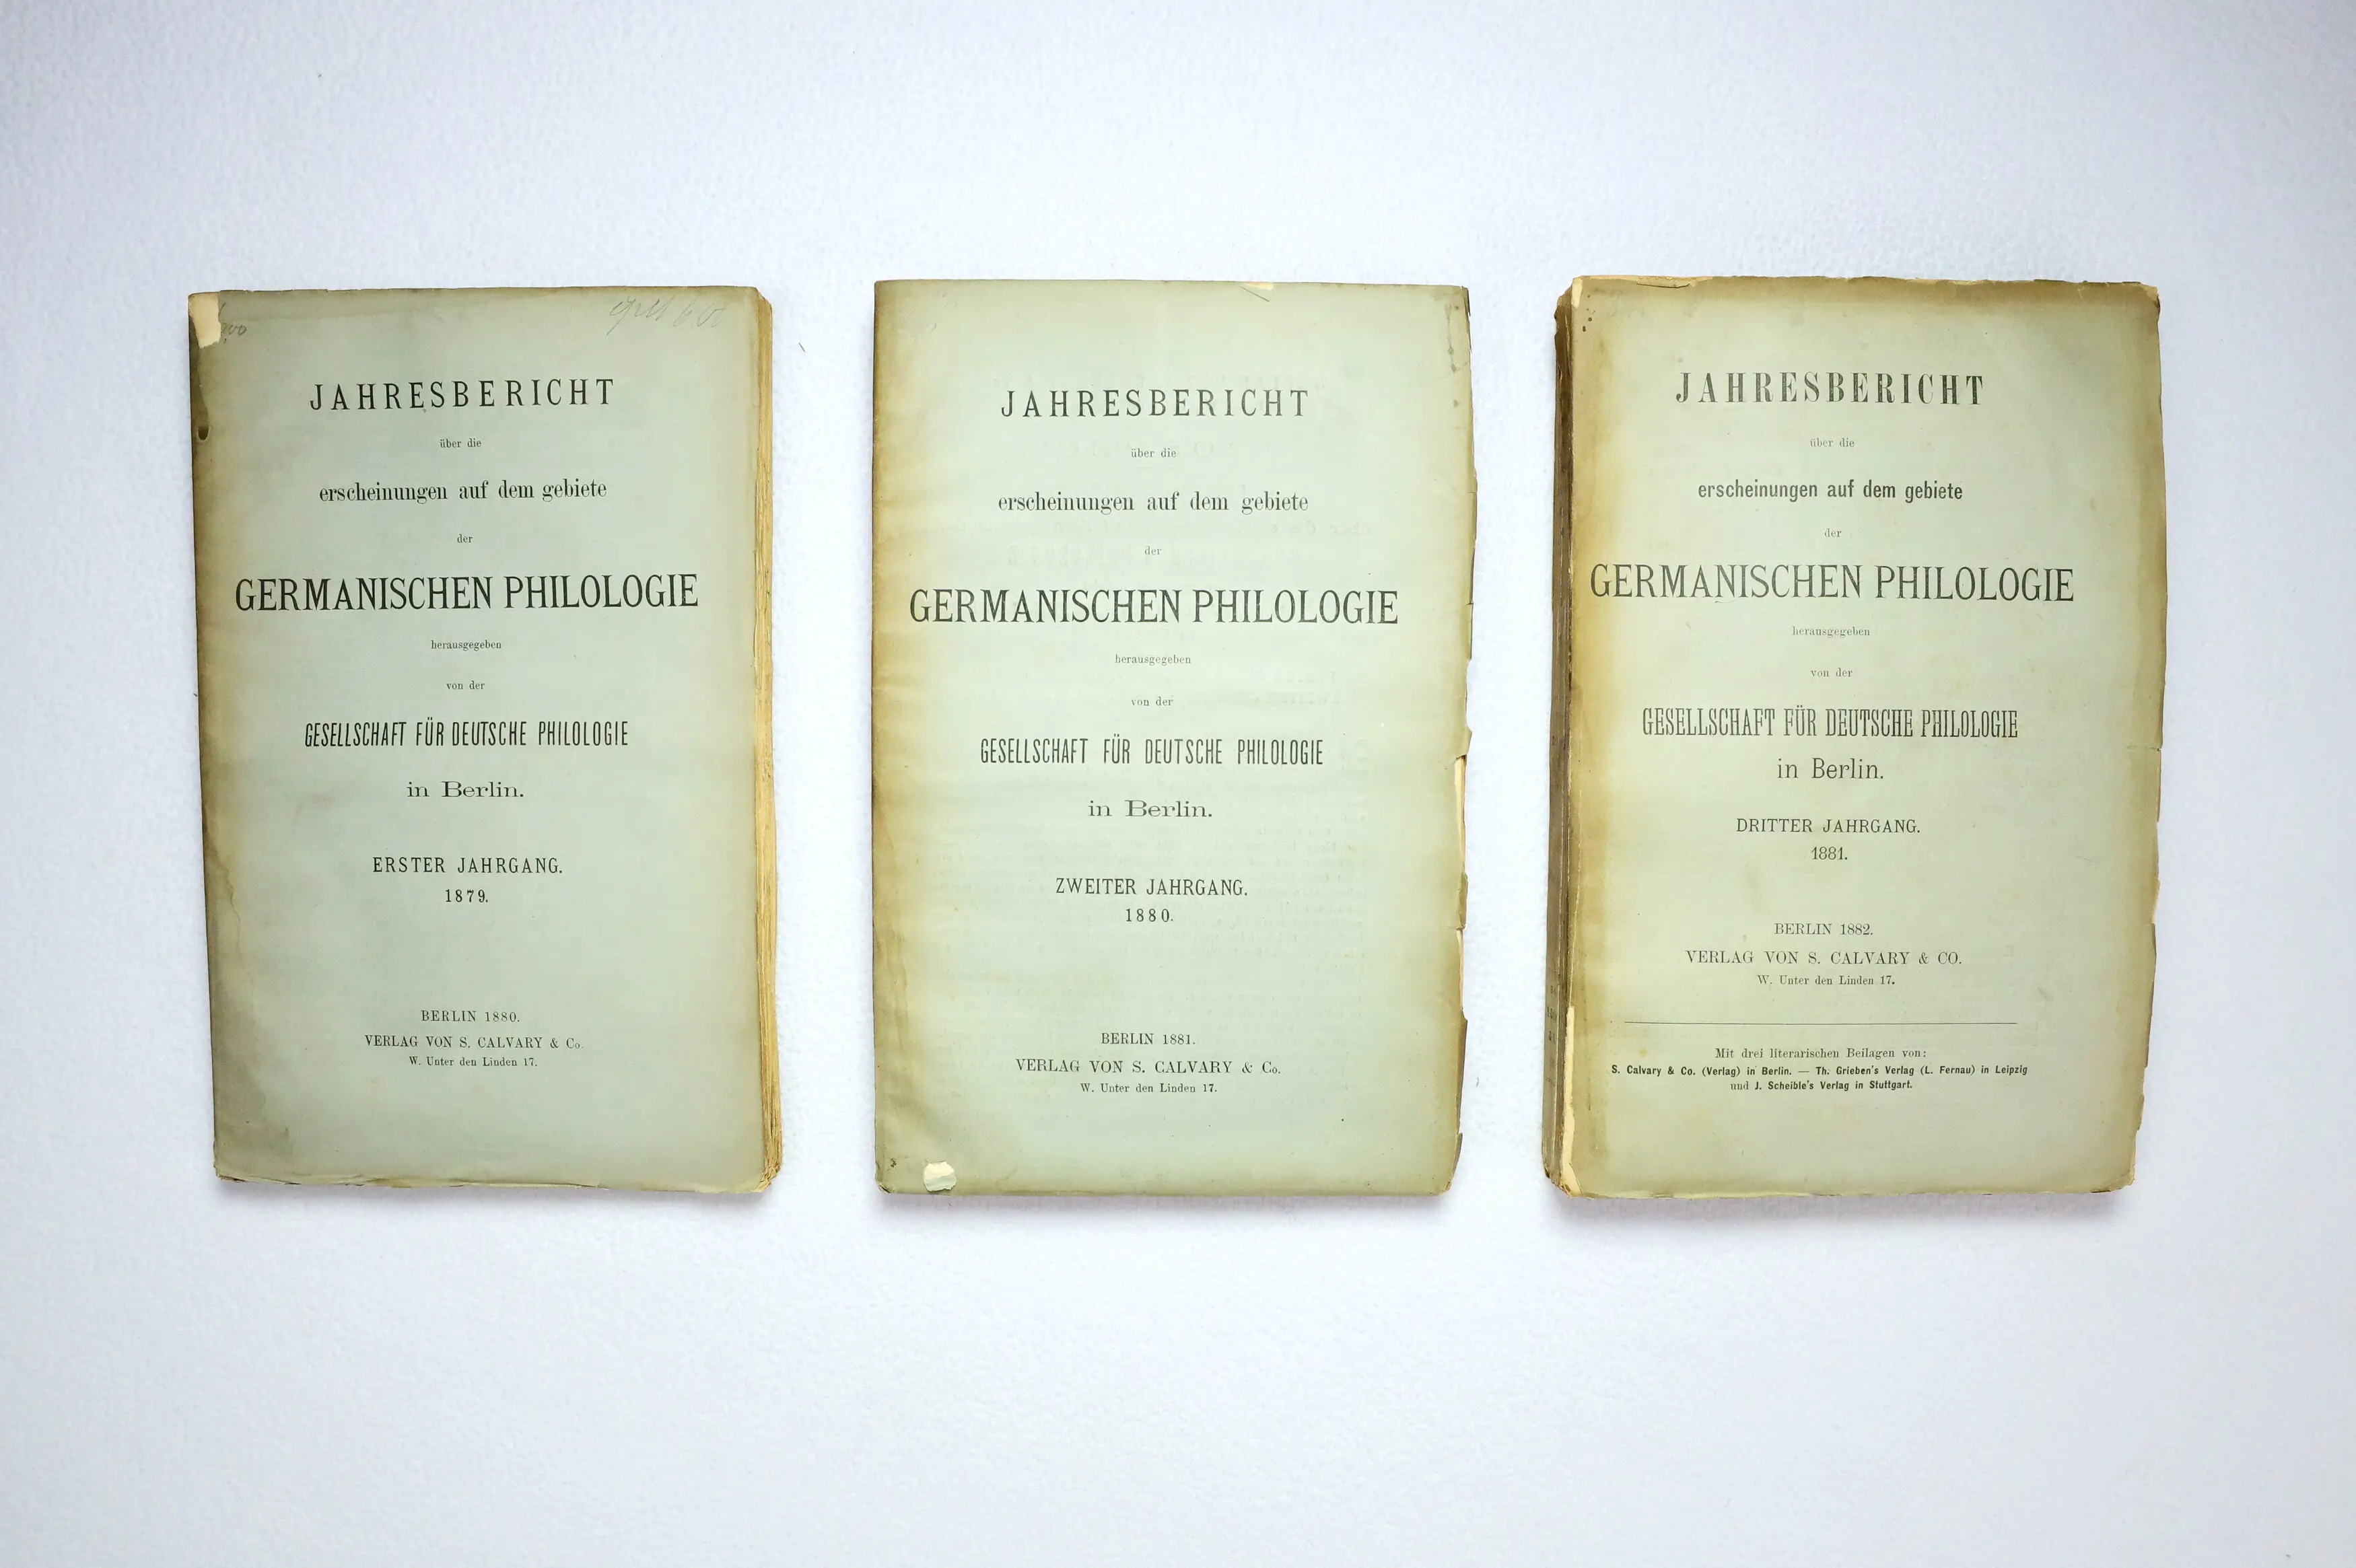 JAHRESBERICHT
über die
erscheinungen auf dem gebiete
der
GERMANISCHEN PHILOLOGIE
herausgegeben
von der
GESELLSCHAFT FÜR DEUTSCHE PHILOLOGIE
in Berlin.
ERSTER JAHRGANG.
1879.
BERLIN 1880.
VERLAG VON S. CALVARY & Co.
W. Unter den Linden 17.
JAHRESBERICHT
über die
erscheinungen auf dem gebiete
der
GERMANISCHEN PHILOLOGIE
herausgegeben
von der
GESELLSCHAFT FÜR DEUTSCHE PHILOLOGIE
in Berlin.
ZWEITER JAHRGANG.
1880.
BERLIN 1881.
VERLAG VON S. CALVARY & Co.
W. Unter den Linden 17.
JAHRESBERICHT
über die
erscheinungen auf dem gebiete
der
GERMANISCHEN PHILOLOGIE
herausgegeben
von der
GESELLSCHAFT FÜR DEUTSCHE PHILOLOGIE
in Berlin.
DRITTER JAHRGANG.
1881.
BERLIN 1882.
VERLAG VON S. CALVARY & CO.
W. Unter den Linden 17.
Mit drei literarischen Beilagen von:
S. Calvary & Co. (Verlag) in Berlin. — Th. Grieben's Verlag (L. Fernau) in Leipzig
und J. Scheible's Verlag in Stuttgart.